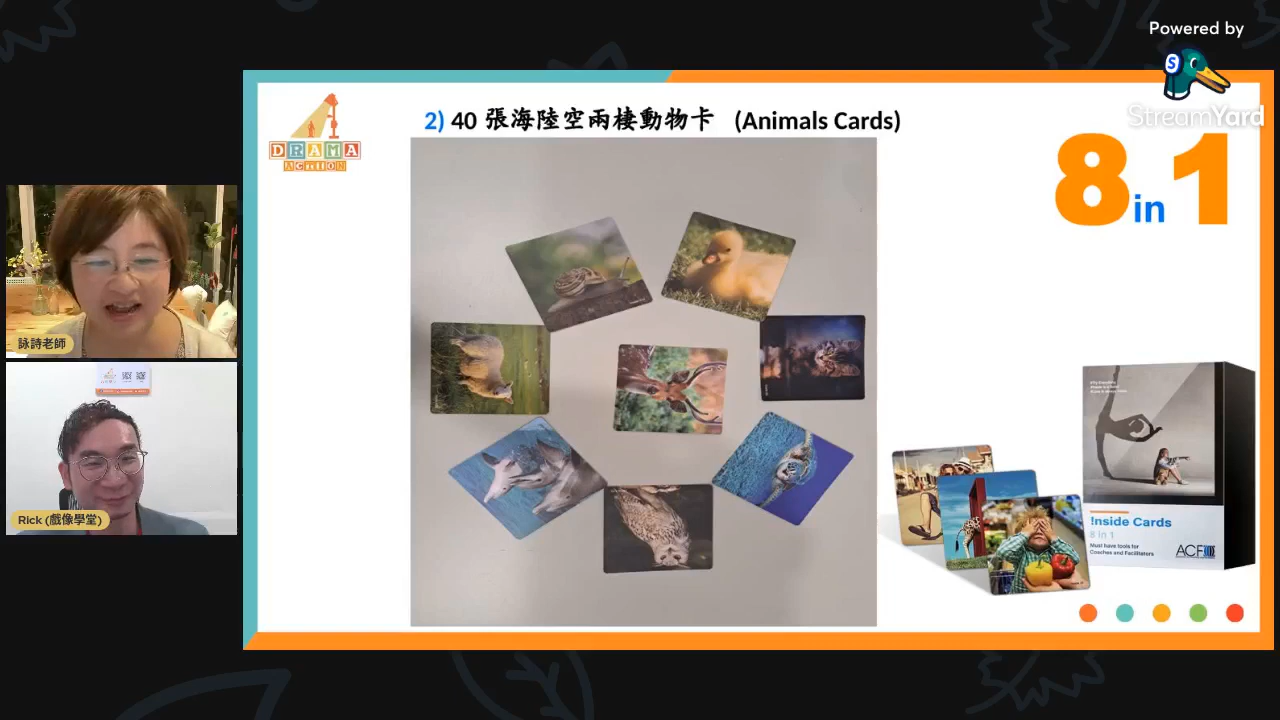 Powered by
StreamYard
DRAMA
ACTION
2) 40 張海陸空兩棲動物卡 (Animals Cards)
8 in 1
詠詩老師
Rick (戲像學堂)
!nside Cards
8 in 1
Must have tools for
Coaches and Facilitators
ACF